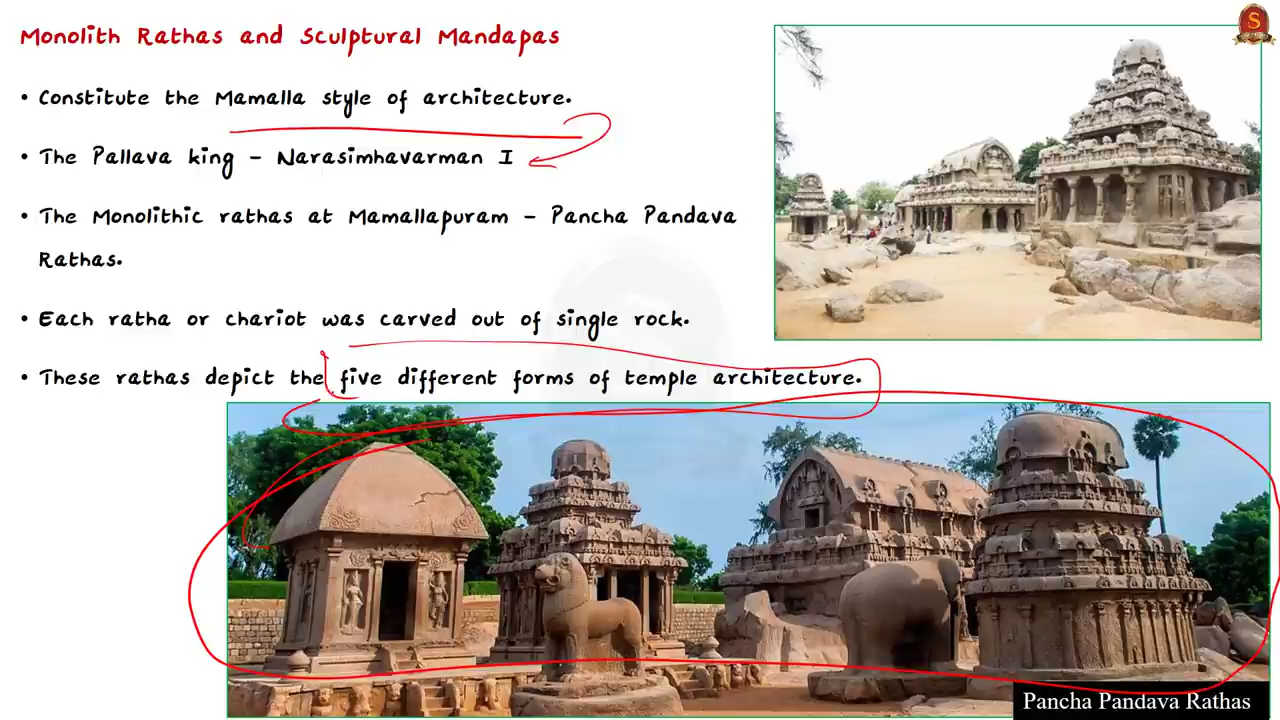 Monolith Rathas and Sculptural Mandapas
• Constitute the Mamalla style of architecture.
• The Pallava king – Narasimhavarman I
• The Monolithic rathas at Mamallapuram – Pancha Pandava
Rathas.
• Each ratha or chariot was carved out of single rock.
• These rathas depict the five different forms of temple architecture.
Pancha Pandava Rathas
S